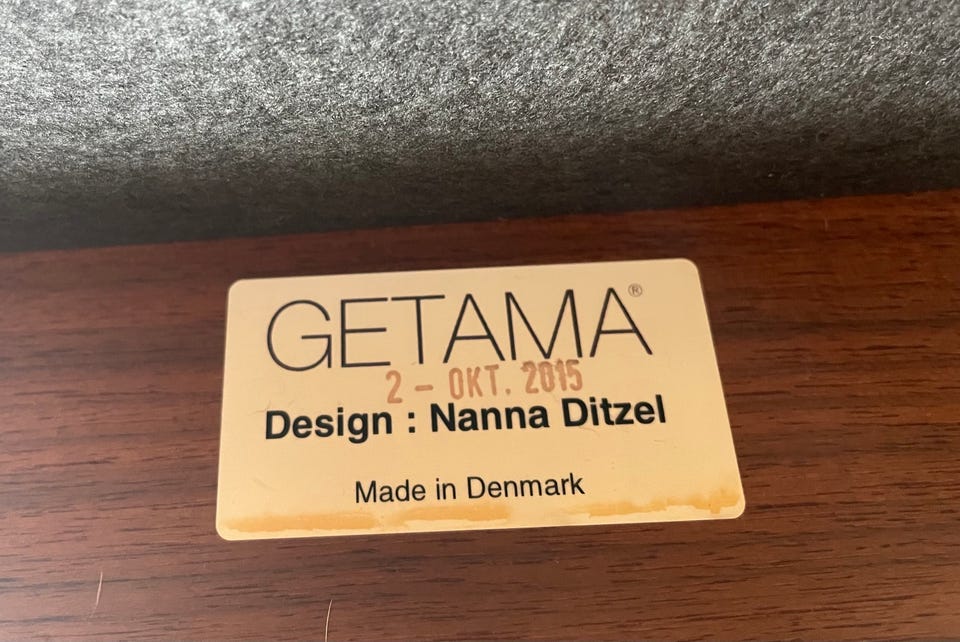 GETAMA®
2 - OKT. 2015
Design : Nanna Ditzel
Made in Denmark